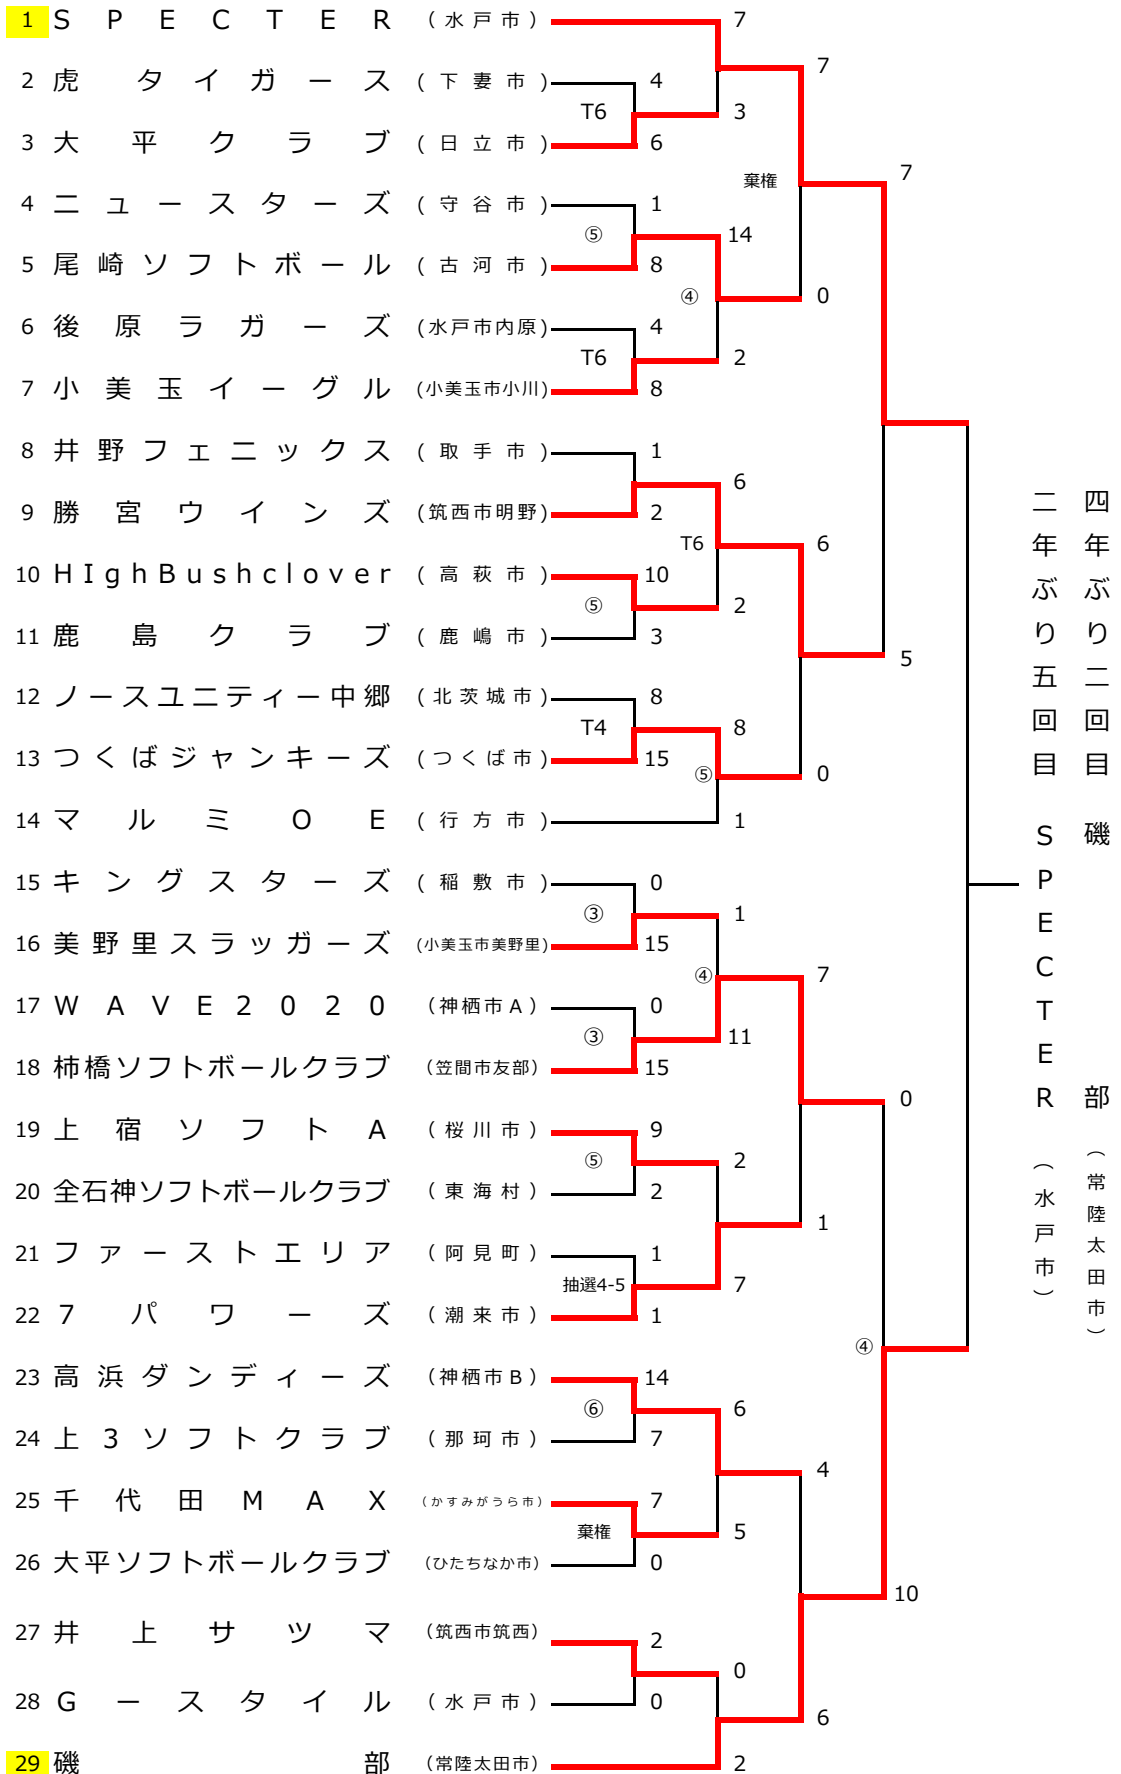 1 SPECTER (水戸市) 7
7
2 虎タイガース (下妻市) 4
T6 3
3 大平クラブ (日立市) 6
棄権 7
4 ニュースターズ (守谷市) 1
⑤ 14
5 尾崎ソフトボール (古河市) 8
④ 0
6 後原ラガーズ (水戸市内原) 4
T6 2
7 小美玉イーグル (小美玉市小川) 8
8 井野フェニックス (取手市) 1
6
9 勝宮ウインズ (筑西市明野) 2
T6 6
10 HIghBushclover (高萩市) 10
⑤ 2
11 鹿島クラブ (鹿嶋市) 3
5
12 ノースユニティー中郷 (北茨城市) 8
T4 8
13 つくばジャンキーズ (つくば市) 15
⑤ 0
14 マルミOE (行方市) 1
15 キングスターズ (稲敷市) 0
③ 1
16 美野里スラッガーズ (小美玉市美野里) 15
④ 7
17 WAVE2020 (神栖市A) 0
③ 11
18 柿橋ソフトボールクラブ (笠間市友部) 15
0
19 上宿ソフトA (桜川市) 9
⑤ 2
20 全石神ソフトボールクラブ (東海村) 2
1
21 ファーストエリア (阿見町) 1
抽選4-5 7
22 7パワーズ (潮来市) 1
④
23 高浜ダンディーズ (神栖市B) 14
⑥ 6
24 上3ソフトクラブ (那珂市) 7
4
25 千代田MAX (かすみがうら市) 7
棄権 5
26 大平ソフトボールクラブ (ひたちなか市) 0
10
27 井上サツマ (筑西市筑西) 2
0
28 Gースタイル (水戸市) 0
6
29 磯部 (常陸太田市) 2
四年ぶり二回目 磯部 (常陸太田市)
二年ぶり五回目 SPECTER (水戸市)